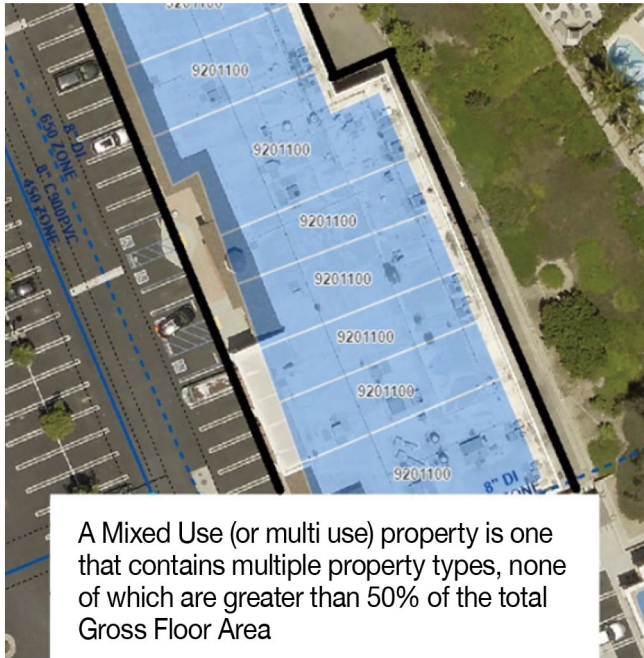 9201100
9201100
9201100
8" DI
650 ZONE
8" C900PVC
450 ZONE
9201100
9201100
9201100
9201100
9201100
8" DI
ZONE
A Mixed Use (or multi use) property is one
that contains multiple property types, none
of which are greater than 50% of the total
Gross Floor Area